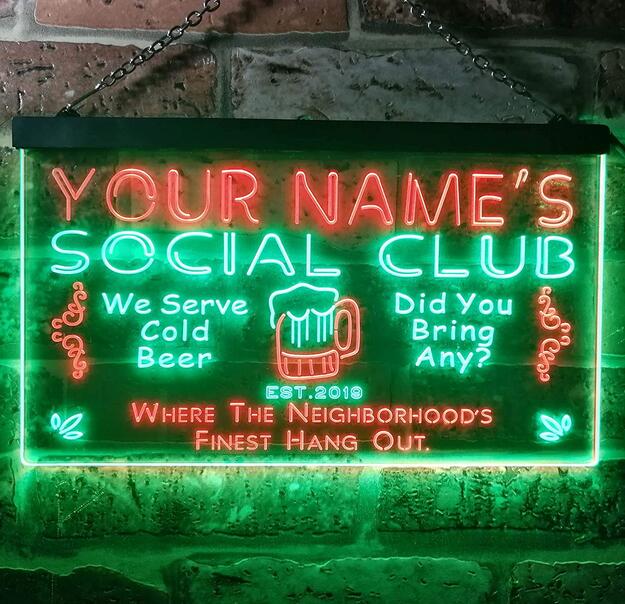 YOUR NAME'S
SOCIAL CLUB
We Serve
Cold
Beer
Did You
Bring
Any?
EST.2019
WHERE THE NEIGHBORHOOD'S
FINEST HANG OUT.